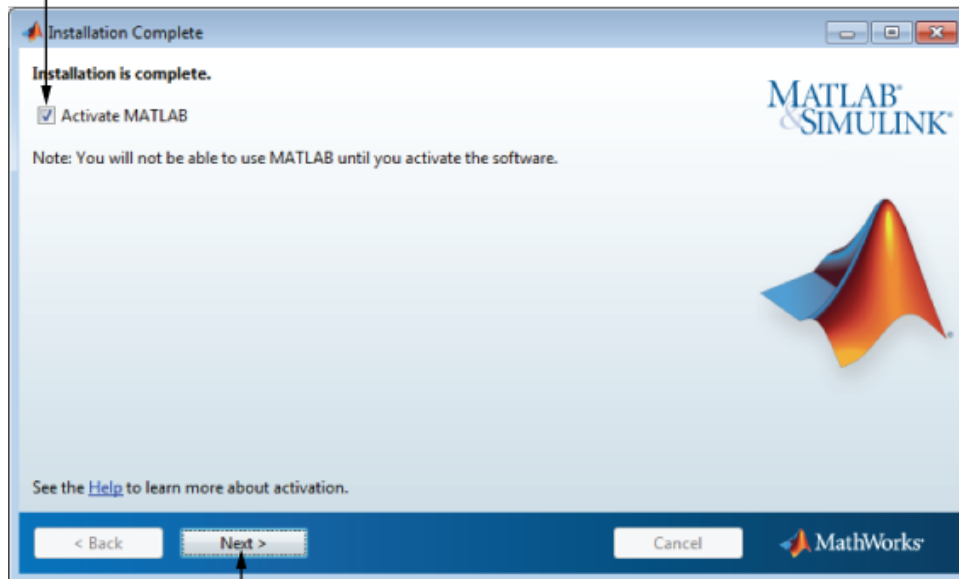 Installation Complete
Installation is complete.
Activate MATLAB
MATLAB®
&SIMULINK®
Note: You will not be able to use MATLAB until you activate the software.
See the Help to learn more about activation.
< Back
Next >
Cancel
MathWorks®